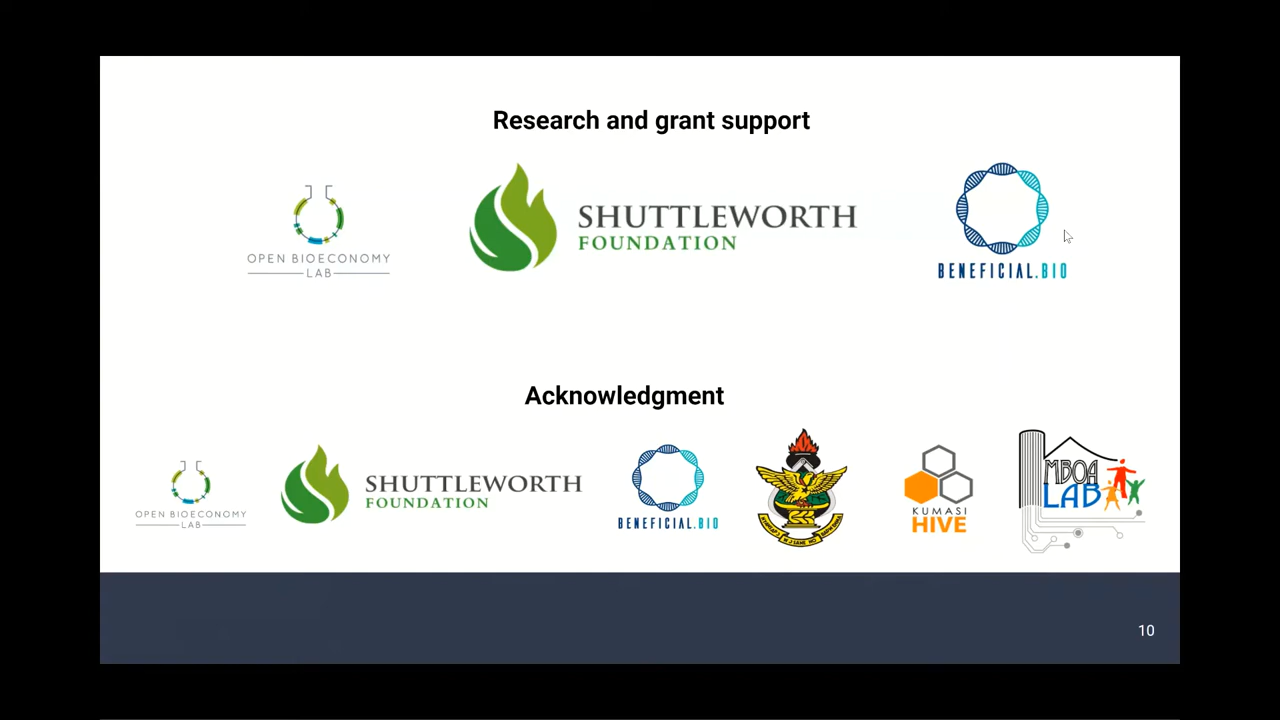 Research and grant support
OPEN BIOECONOMY
LAB
SHUTTLEWORTH
FOUNDATION
BENEFICIAL.BIO
Acknowledgment
OPEN BIOECONOMY
LAB
SHUTTLEWORTH
FOUNDATION
BENEFICIAL.BIO
KUMASI
HIVE
MBOA
LAB
10